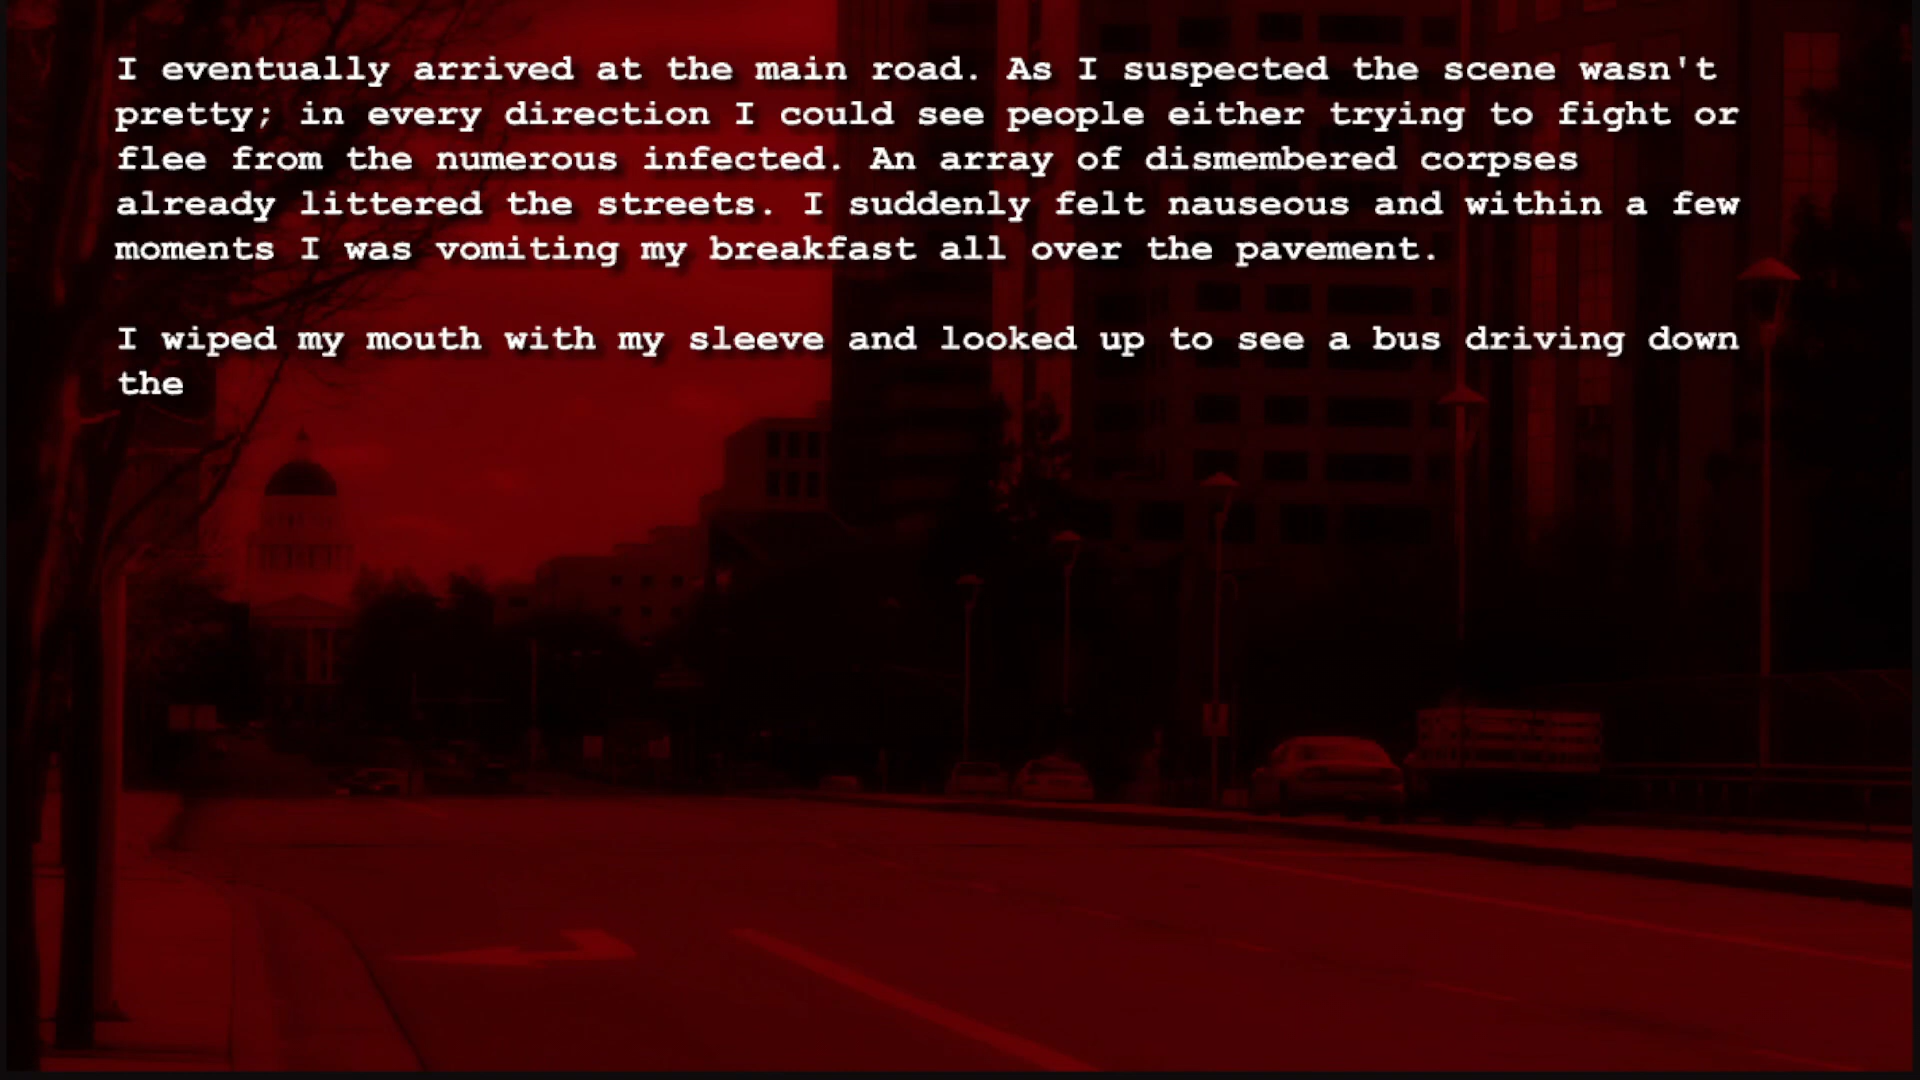 I eventually arrived at the main road. As I suspected the scene wasn't
pretty; in every direction I could see people either trying to fight or
flee from the numerous infected. An array of dismembered corpses
already littered the streets. I suddenly felt nauseous and within a few
moments I was vomiting my breakfast all over the pavement.
I wiped my mouth with my sleeve and looked up to see a bus driving down
the